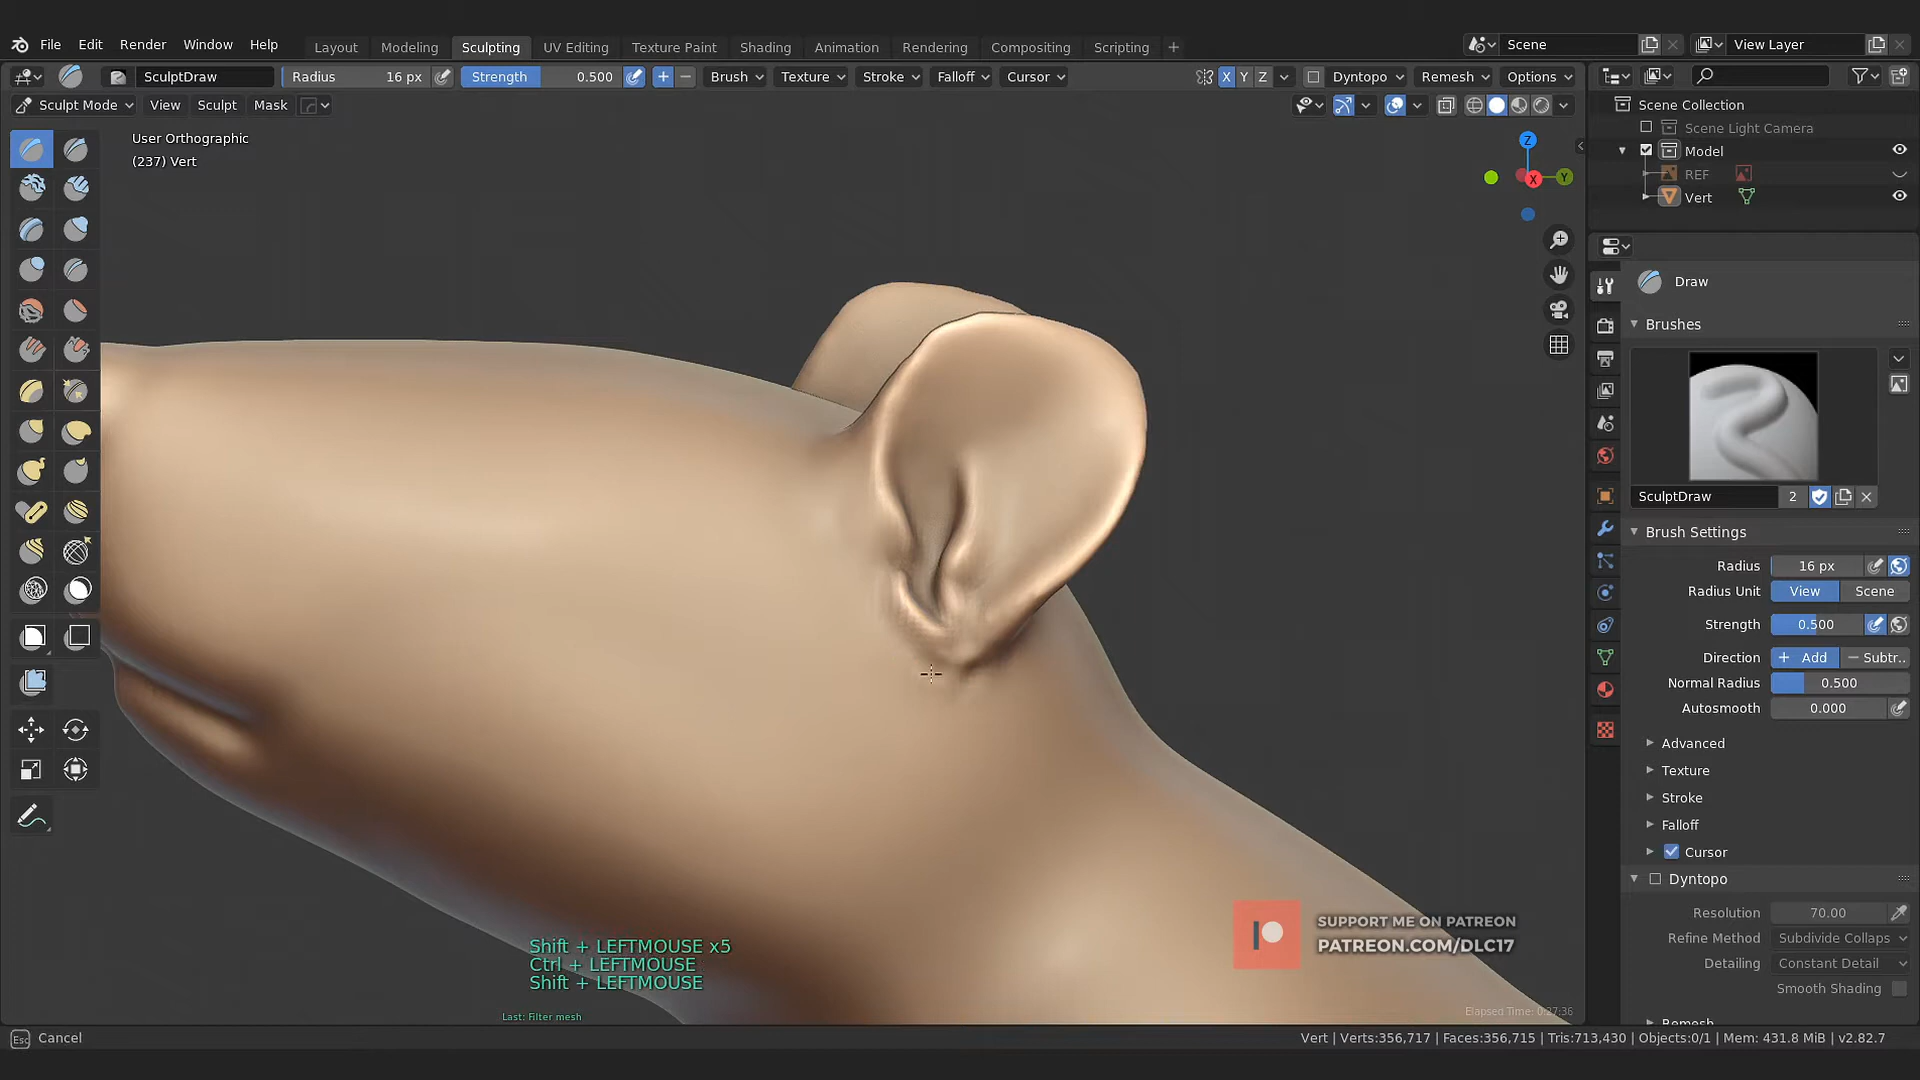 File Edit Render Window Help Layout Modeling Sculpting UV Editing Texture Paint Shading Animation Rendering Compositing Scripting + Scene View Layer
SculptDraw Radius 16 px Strength 0.500 Brush Texture Stroke Falloff Cursor X Y Z Dyntopo Remesh Options
Sculpt Mode View Sculpt Mask
User Orthographic
(237) Vert
Z
X
Y
Scene Collection
Scene Light Camera
Model
REF
Vert
Draw
Brushes
SculptDraw 2
Brush Settings
Radius 16 px
Radius Unit View Scene
Strength 0.500
Direction + Add − Subtr..
Normal Radius 0.500
Autosmooth 0.000
Advanced
Texture
Stroke
Falloff
Cursor
Dyntopo
Resolution 70.00
Refine Method Subdivide Collaps
Detailing Constant Detail
Smooth Shading
Remesh
SUPPORT ME ON PATREON
PATREON.COM/DLC17
Shift + LEFTMOUSE x5
Ctrl + LEFTMOUSE
Shift + LEFTMOUSE
Last: Filter mesh
Elapsed Time: 0:27:36
Esc Cancel
Vert | Verts:356,717 | Faces:356,715 | Tris:713,430 | Objects:0/1 | Mem: 431.8 MiB | v2.82.7